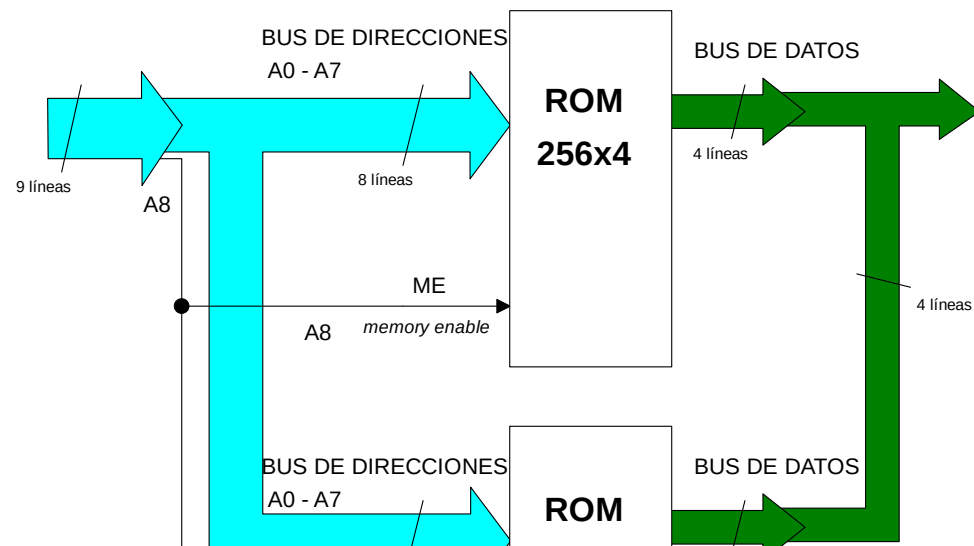 BUS DE DIRECCIONES
A0 - A7
ROM
256x4
BUS DE DATOS
9 líneas
8 líneas
4 líneas
A8
ME
A8
memory enable
4 líneas
BUS DE DIRECCIONES
A0 - A7
ROM
BUS DE DATOS